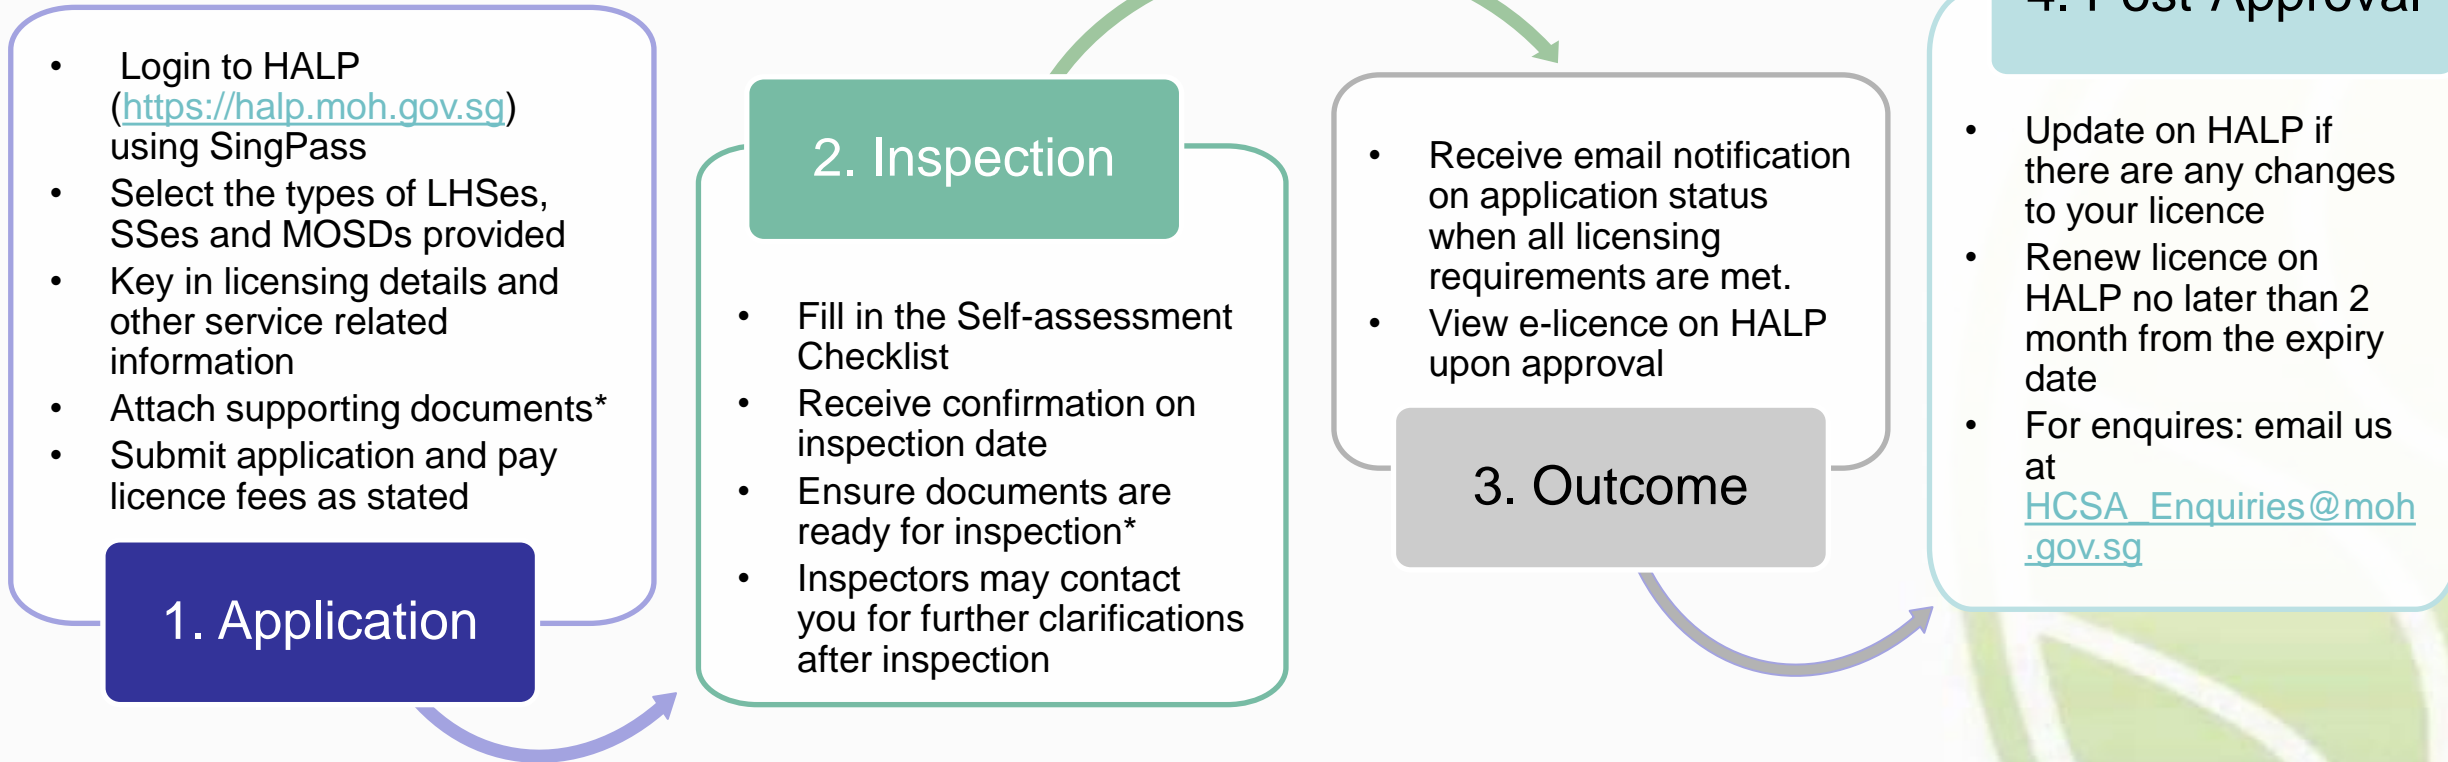 • Login to HALP
(https://halp.moh.gov.sg)
using SingPass
• Select the types of LHSes,
SSes and MOSDs provided
• Key in licensing details and
other service related
information
• Attach supporting documents*
• Submit application and pay
licence fees as stated
1. Application
2. Inspection
• Fill in the Self-assessment
Checklist
• Receive confirmation on
inspection date
• Ensure documents are
ready for inspection*
• Inspectors may contact
you for further clarifications
after inspection
• Receive email notification
on application status
when all licensing
requirements are met.
• View e-licence on HALP
upon approval
3. Outcome
4. Post-Approval
• Update on HALP if
there are any changes
to your licence
• Renew licence on
HALP no later than 2
month from the expiry
date
• For enquires: email us
at
HCSA_Enquiries@moh
.gov.sg